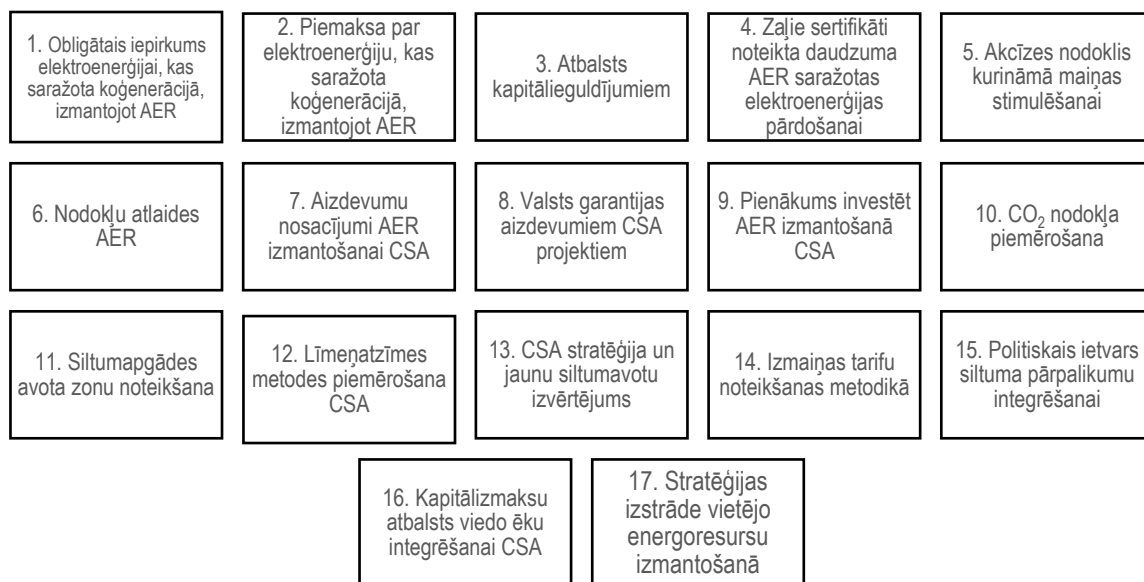 1. Obligātais iepirkums
elektroenerģijai, kas
saražota koģenerācijā,
izmantojot AER
2. Piemaksa par
elektroenerģiju, kas
saražota
koģenerācijā,
izmantojot AER
3. Atbalsts
kapitālieguldījumiem
4. Zaļie sertifikāti
noteikta daudzuma
AER saražotas
elektroenerģijas
pārdošanai
5. Akcīzes nodoklis
kurināmā maiņas
stimulēšanai
6. Nodokļu atlaides
AER
7. Aizdevumu
nosacījumi AER
izmantošanai CSA
8. Valsts garantijas
aizdevumiem CSA
projektiem
9. Pienākums investēt
AER izmantošanā
CSA
10. CO₂ nodokļa
piemērošana
11. Siltumapgādes
avota zonu noteikšana
12. Līmeņatzīmes
metodes piemērošana
CSA
13. CSA stratēģija un
jaunu siltumavotu
izvērtējums
14. Izmaiņas tarifu
noteikšanas metodikā
15. Politiskais ietvars
siltuma pārpalikumu
integrēšanai
16. Kapitālizmaksu
atbalsts viedo ēku
integrēšanai CSA
17. Stratēģijas
izstrāde vietējo
energoresursu
izmantošanā